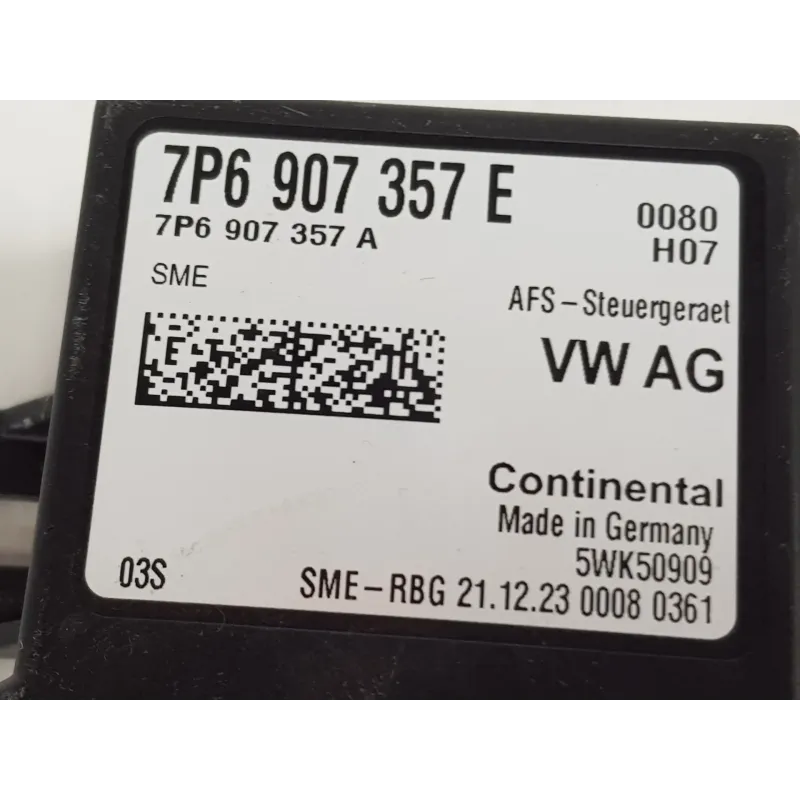 7P6 907 357 E
7P6 907 357 A
0080
H07
SME
AFS-Steuergeraet
VW AG
Continental
Made in Germany
5WK50909
03S
SME-RBG 21.12.23 0008 0361